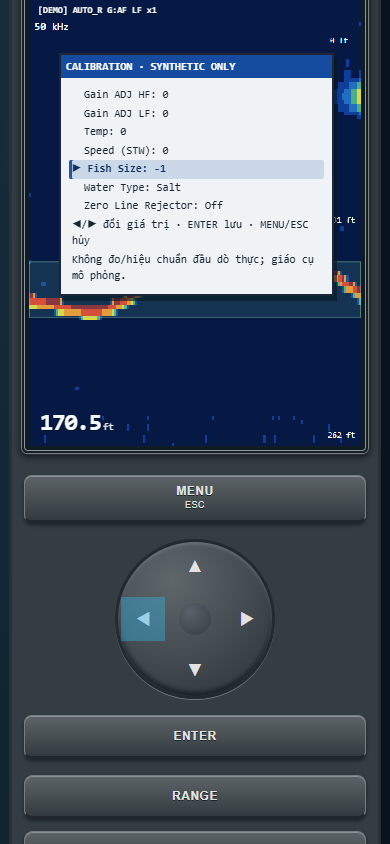 [DEMO] AUTO_R G:AF LF x1
50 kHz
0 ft
CALIBRATION · SYNTHETIC ONLY
Gain ADJ HF: 0
Gain ADJ LF: 0
Temp: 0
Speed (STW): 0
▶ Fish Size: -1
Water Type: Salt
Zero Line Rejector: Off
◀/▶ đổi giá trị · ENTER lưu · MENU/ESC
hủy
Không đo/hiệu chuẩn đầu dò thực; giáo cụ
mô phỏng.
170.5ft
262 ft
MENU
ESC
ENTER
RANGE